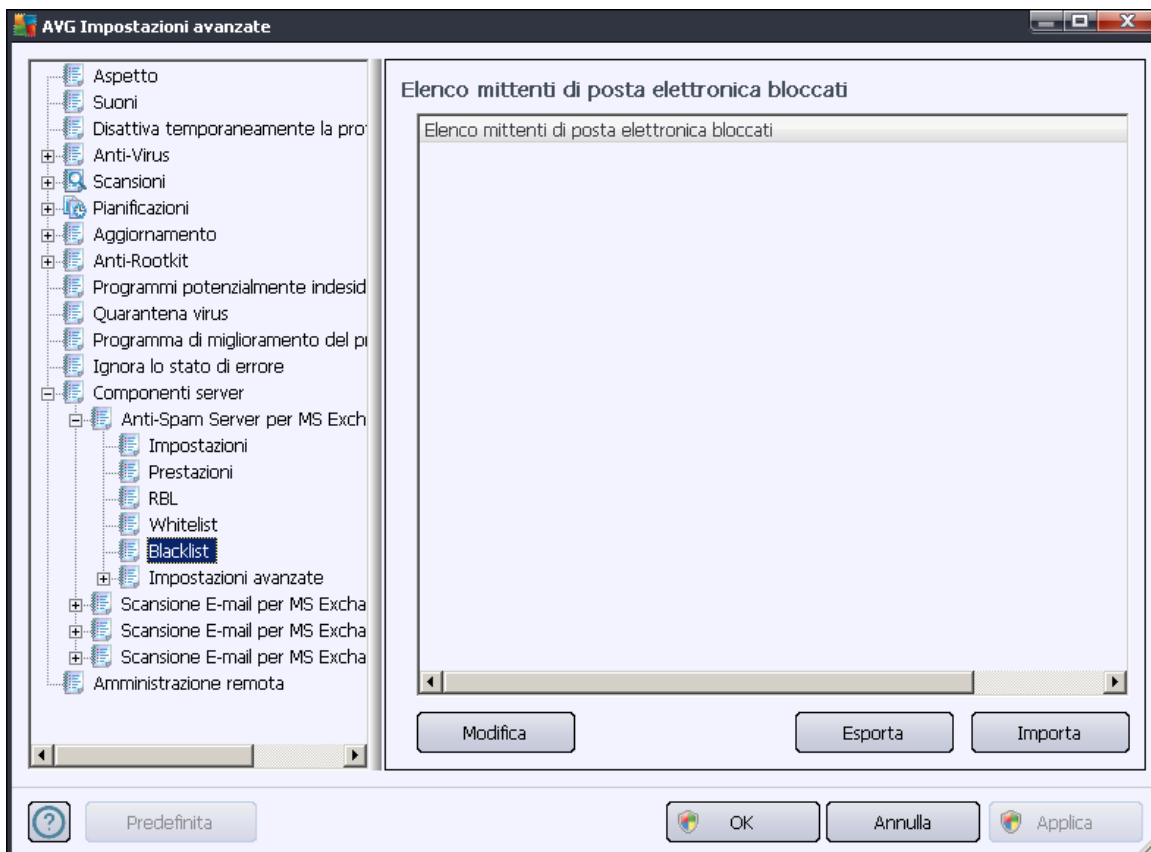 AVG Impostazioni avanzate
Aspetto
Suoni
Disattiva temporaneamente la pro
Anti-Virus
Scansioni
Pianificazioni
Aggiornamento
Anti-Rootkit
Programmi potenzialmente indesid
Quarantena virus
Programma di miglioramento del p
Ignora lo stato di errore
Componenti server
Anti-Spam Server per MS Exch
Impostazioni
Prestazioni
RBL
Whitelist
Blacklist
Impostazioni avanzate
Scansione E-mail per MS Excha
Scansione E-mail per MS Excha
Scansione E-mail per MS Excha
Amministrazione remota
Elenco mittenti di posta elettronica bloccati
Elenco mittenti di posta elettronica bloccati
Modifica
Esporta
Importa
Predefinita
OK
Annulla
Applica